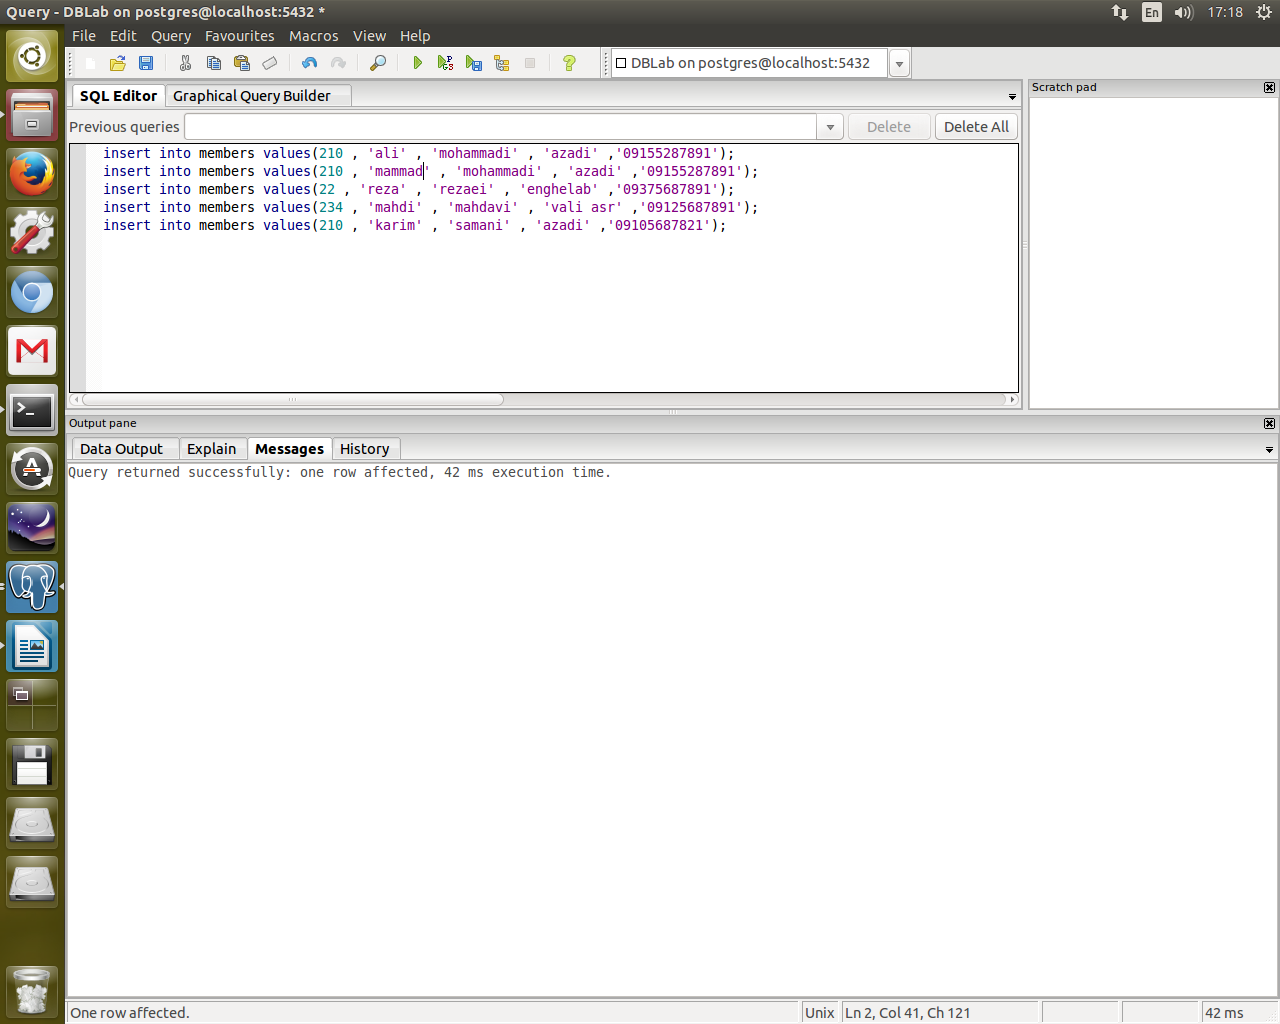 Query - DBLab on postgres@localhost:5432 *
En
17:18
File Edit Query Favourites Macros View Help
DBLab on postgres@localhost:5432
SQL Editor
Graphical Query Builder
Scratch pad
Previous queries
Delete
Delete All
insert into members values(210 , 'ali' , 'mohammadi' , 'azadi' ,'09155287891');
insert into members values(210 , 'mammad' , 'mohammadi' , 'azadi' ,'09155287891');
insert into members values(22 , 'reza' , 'rezaei' , 'enghelab' ,'09375687891');
insert into members values(234 , 'mahdi' , 'mahdavi' , 'vali asr' ,'09125687891');
insert into members values(210 , 'karim' , 'samani' , 'azadi' ,'09105687821');
Output pane
Data Output
Explain
Messages
History
Query returned successfully: one row affected, 42 ms execution time.
One row affected.
Unix
Ln 2, Col 41, Ch 121
42 ms